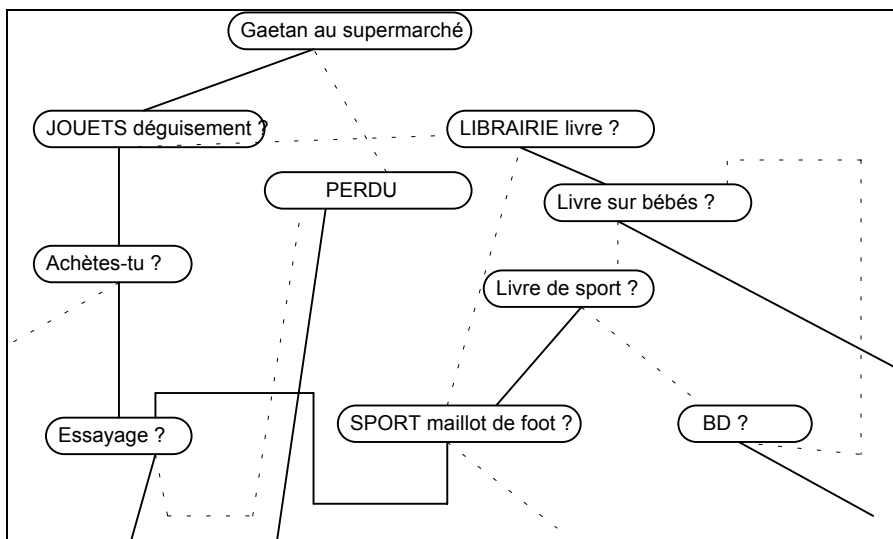 Gaetan au supermarché
JOUETS déguisement ?
LIBRAIRIE livre ?
PERDU
Livre sur bébés ?
Achètes-tu ?
Livre de sport ?
Essayage ?
SPORT maillot de foot ?
BD ?